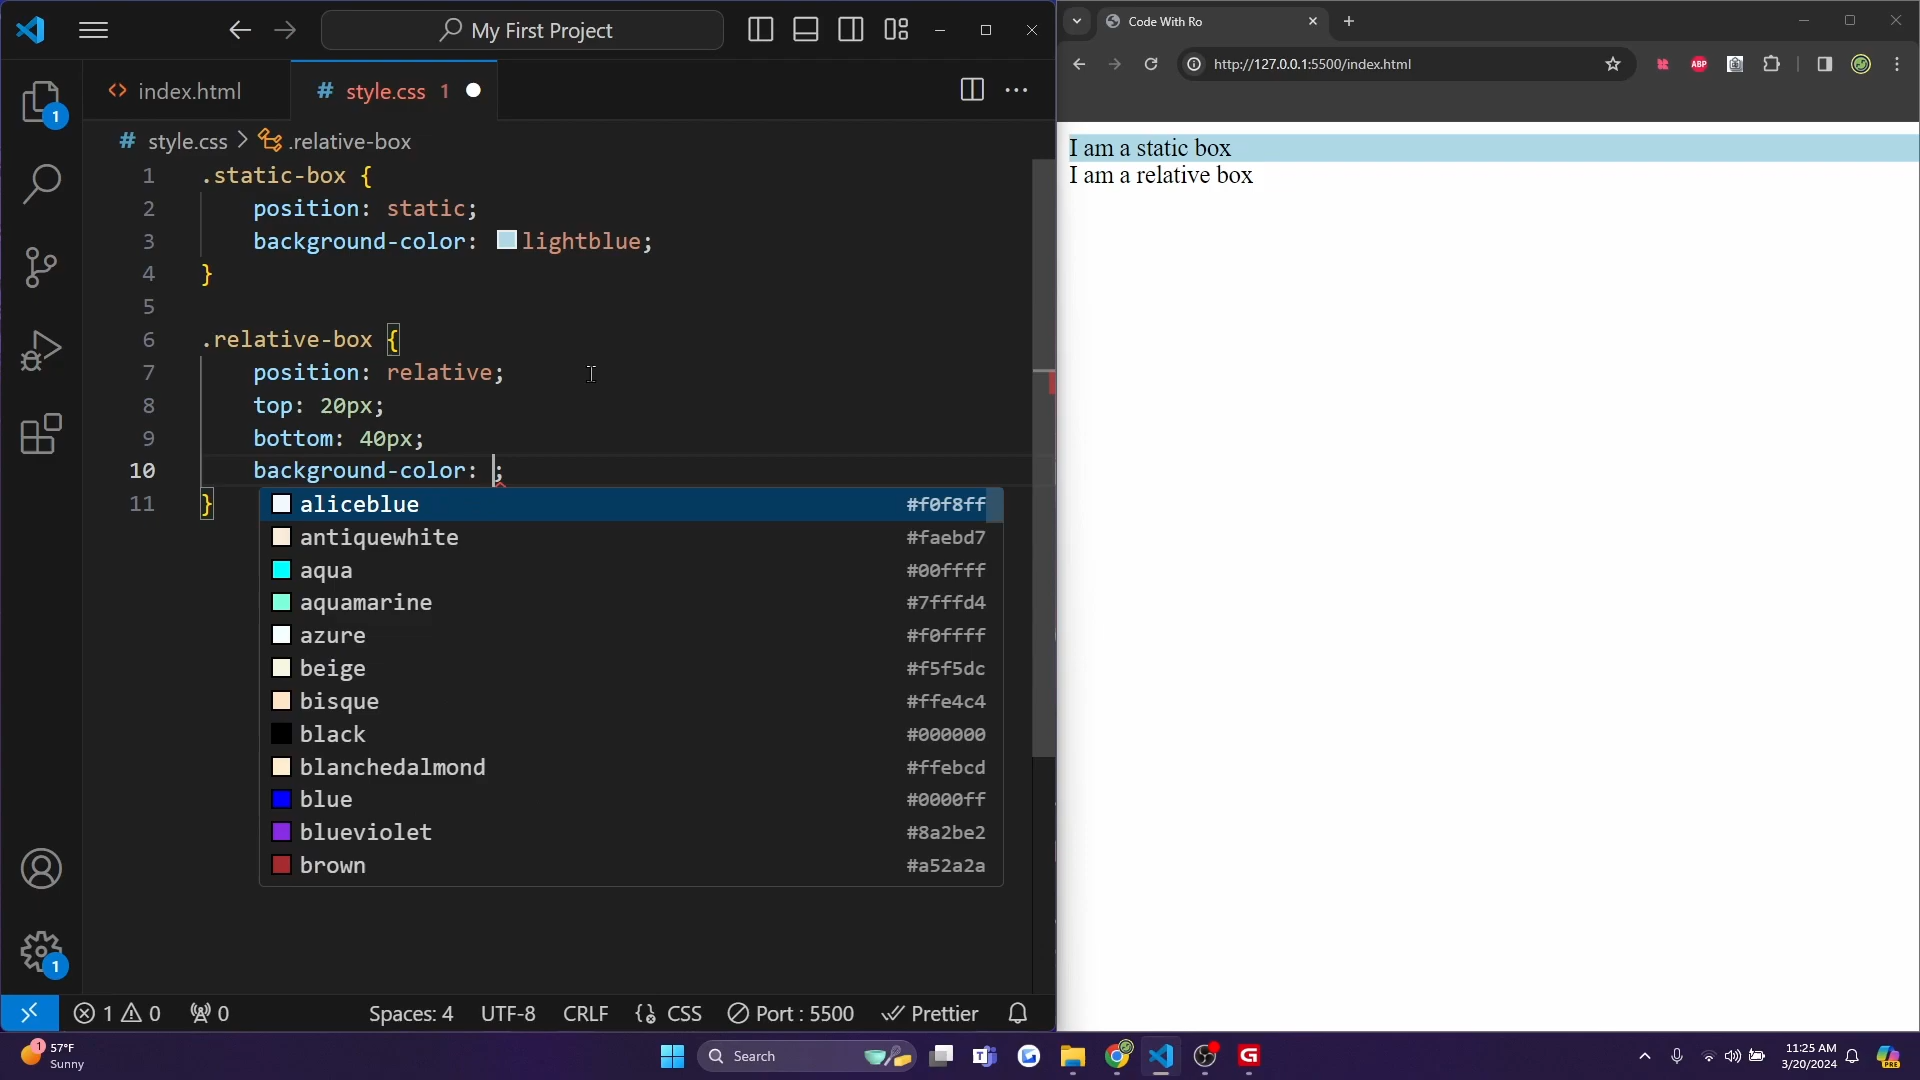 My First Project
index.html
# style.css 1
# style.css > .relative-box
1 .static-box {
2 position: static;
3 background-color: lightblue;
4 }
5
6 .relative-box {
7 position: relative;
8 top: 20px;
9 bottom: 40px;
10 background-color: ;
11 }
aliceblue #f0f8ff
antiquewhite #faebd7
aqua #00ffff
aquamarine #7fffd4
azure #f0ffff
beige #f5f5dc
bisque #ffe4c4
black #000000
blanchedalmond #ffebcd
blue #0000ff
blueviolet #8a2be2
brown #a52a2a
1
1
1 0 0 Spaces: 4 UTF-8 CRLF {} CSS Port : 5500 Prettier
Code With Ro
http://127.0.0.1:5500/index.html
ABP
I am a static box
I am a relative box
1 57°F
Sunny
Search
11:25 AM
3/20/2024
PRE